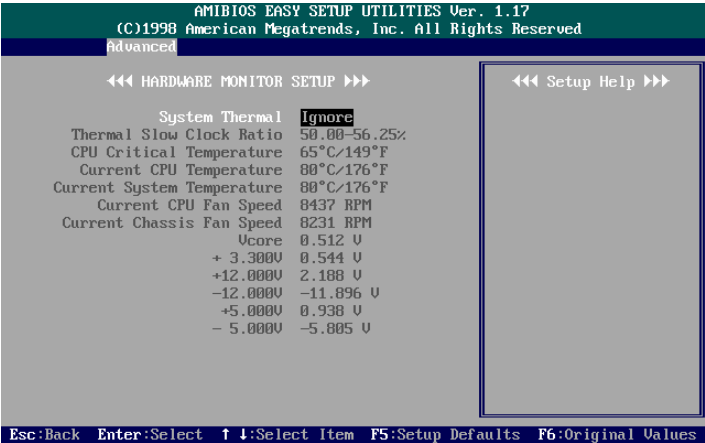 AMIBIOS EASY SETUP UTILITIES Ver. 1.17
(C)1998 American Megatrends, Inc. All Rights Reserved
Advanced
HARDWARE MONITOR SETUP
Setup Help
System Thermal Ignore
Thermal Slow Clock Ratio 50.00-56.25%
CPU Critical Temperature 65°C/149°F
Current CPU Temperature 80°C/176°F
Current System Temperature 80°C/176°F
Current CPU Fan Speed 8437 RPM
Current Chassis Fan Speed 8231 RPM
Vcore 0.512 V
+ 3.300V 0.544 V
+12.000V 2.188 V
-12.000V -11.896 V
+5.000V 0.938 V
- 5.000V -5.805 V
Esc:Back Enter:Select ↑ ↓:Select Item F5:Setup Defaults F6:Original Values